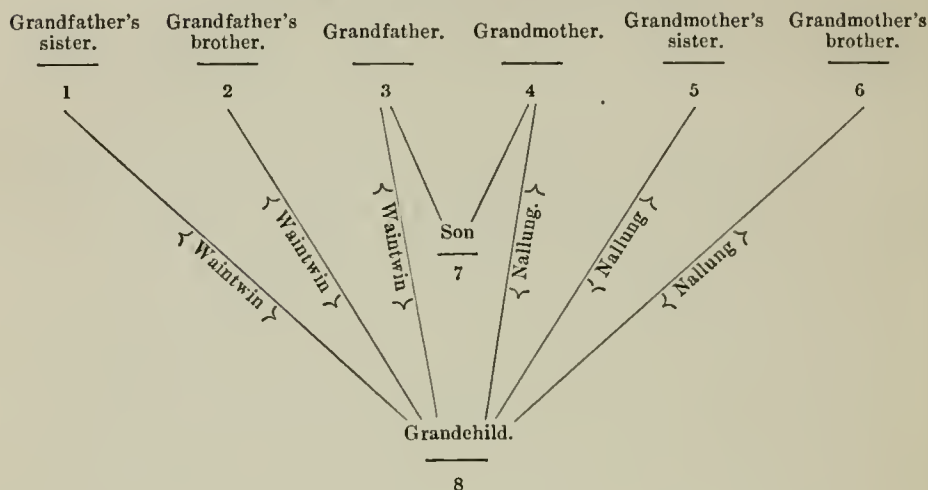 Grandfather's sister.
Grandfather's brother.
Grandfather.
Grandmother.
Grandmother's sister.
Grandmother's brother.
1
2
3
4
5
6
Waintwin
Waintwin
Waintwin
Son
7
Nallung.
Nallung
Nallung
Grandchild.
8